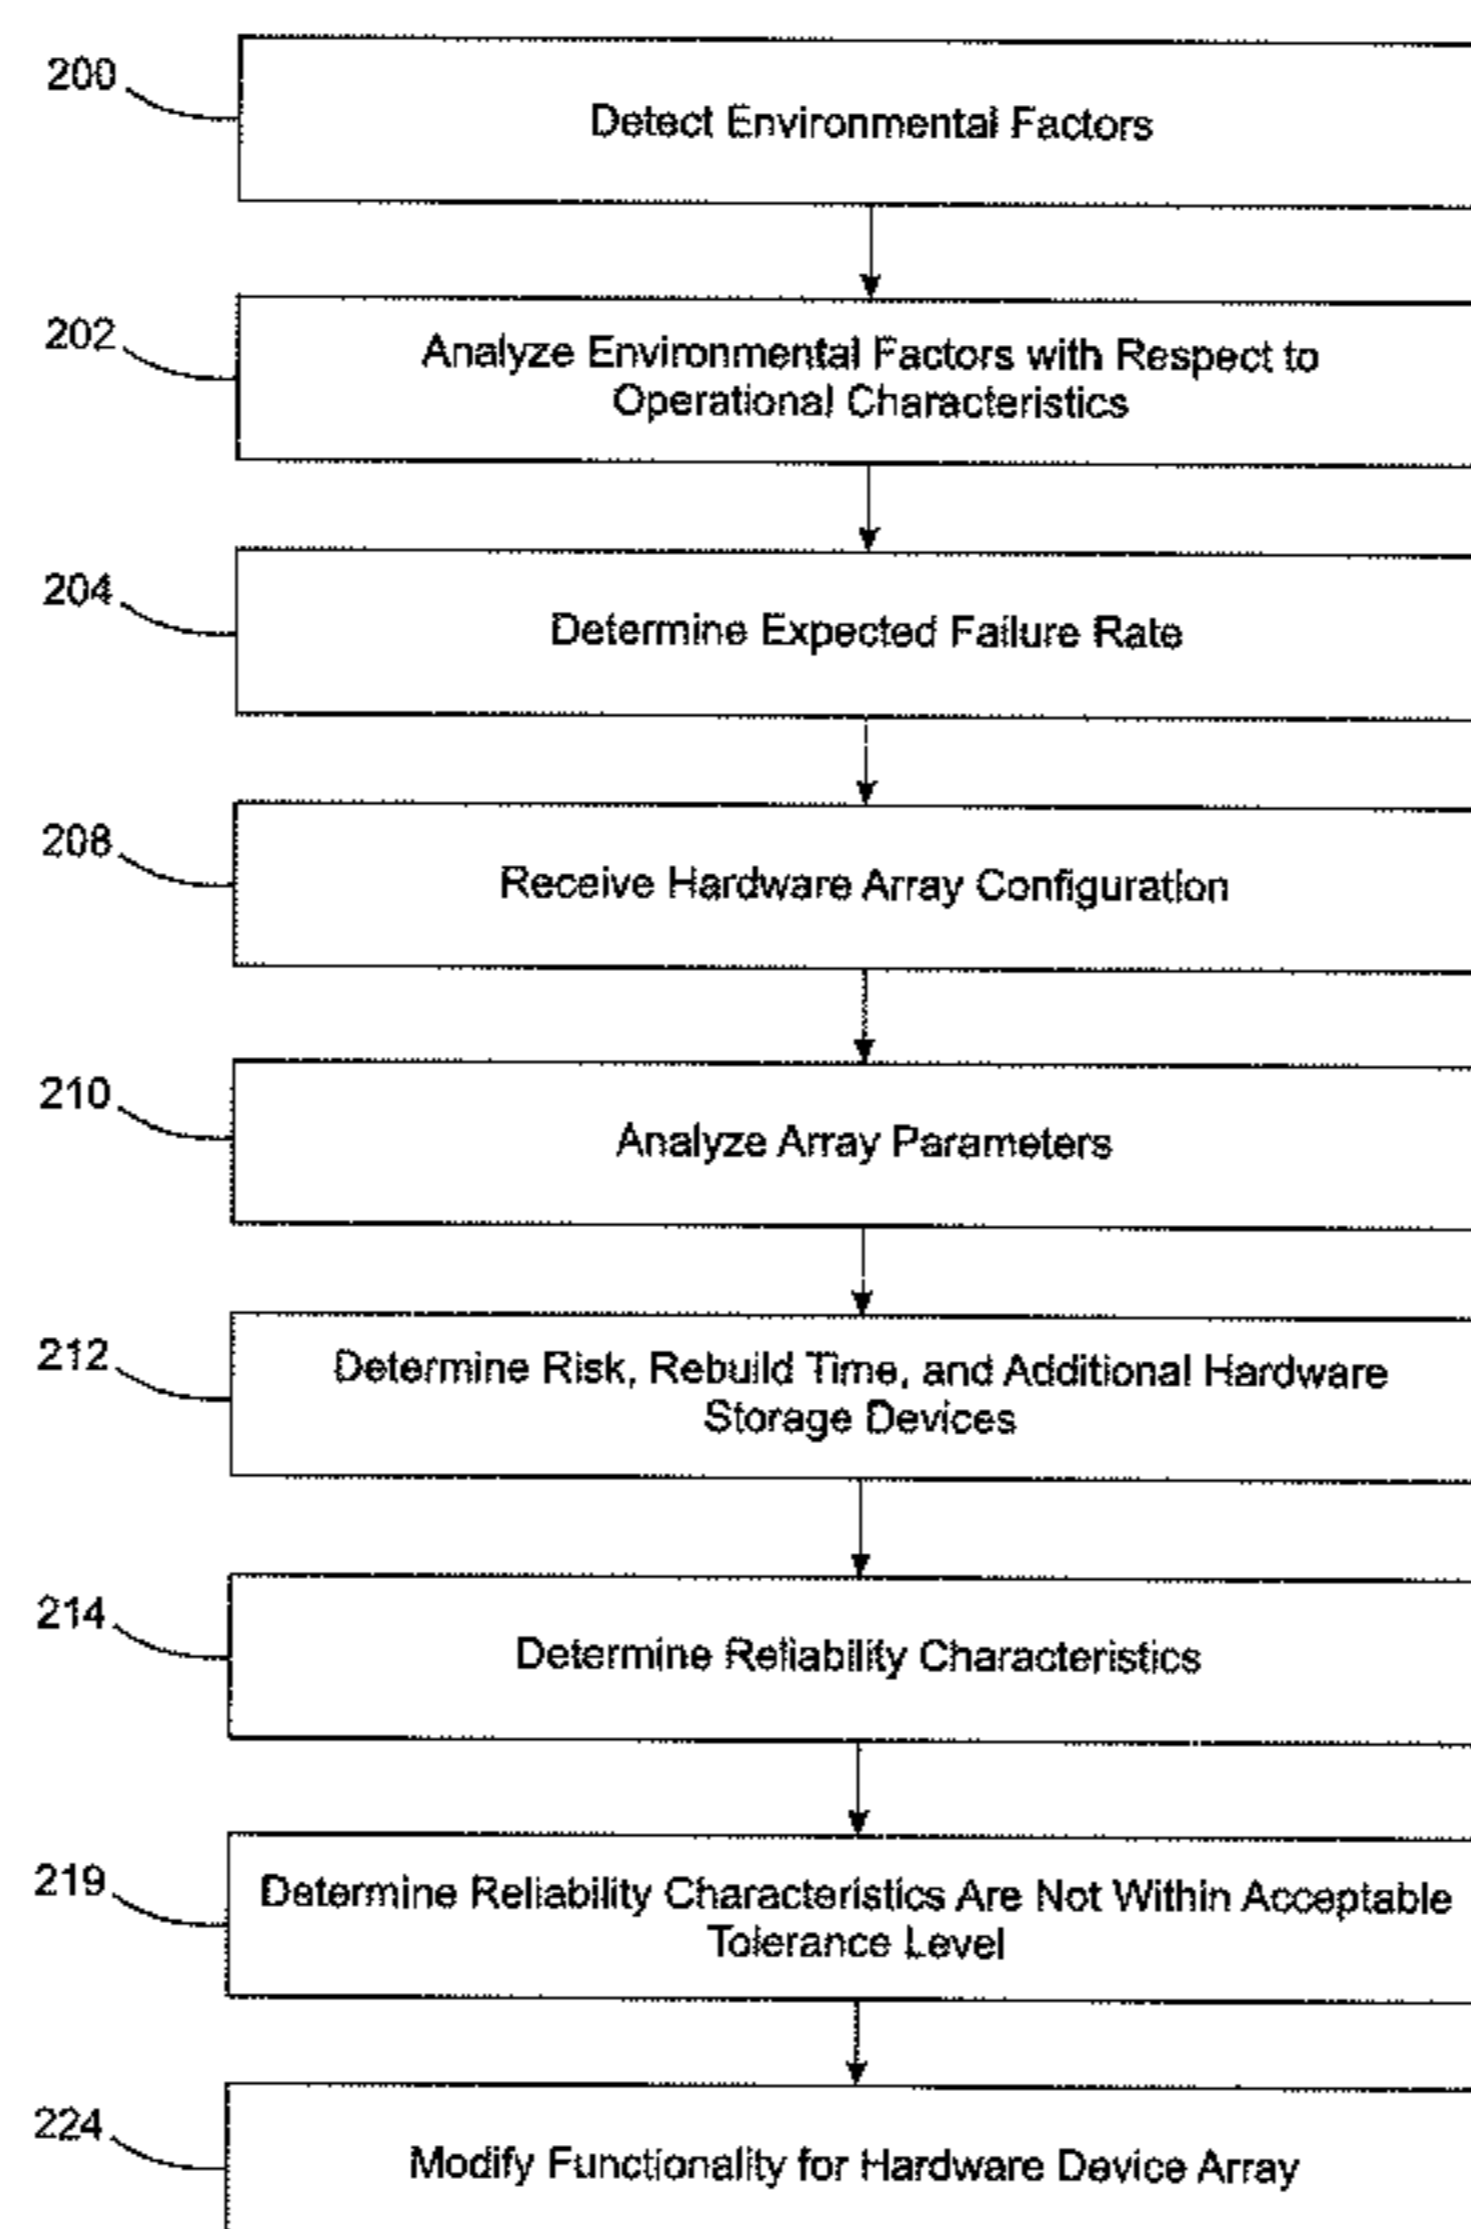 200
Detect Environmental Factors
202
Analyze Environmental Factors with Respect to
Operational Characteristics
204
Determine Expected Failure Rate
208
Receive Hardware Array Configuration
210
Analyze Array Parameters
212
Determine Risk, Rebuild Time, and Additional Hardware
Storage Devices
214
Determine Reliability Characteristics
219
Determine Reliability Characteristics Are Not Within Acceptable
Tolerance Level
224
Modify Functionality for Hardware Device Array